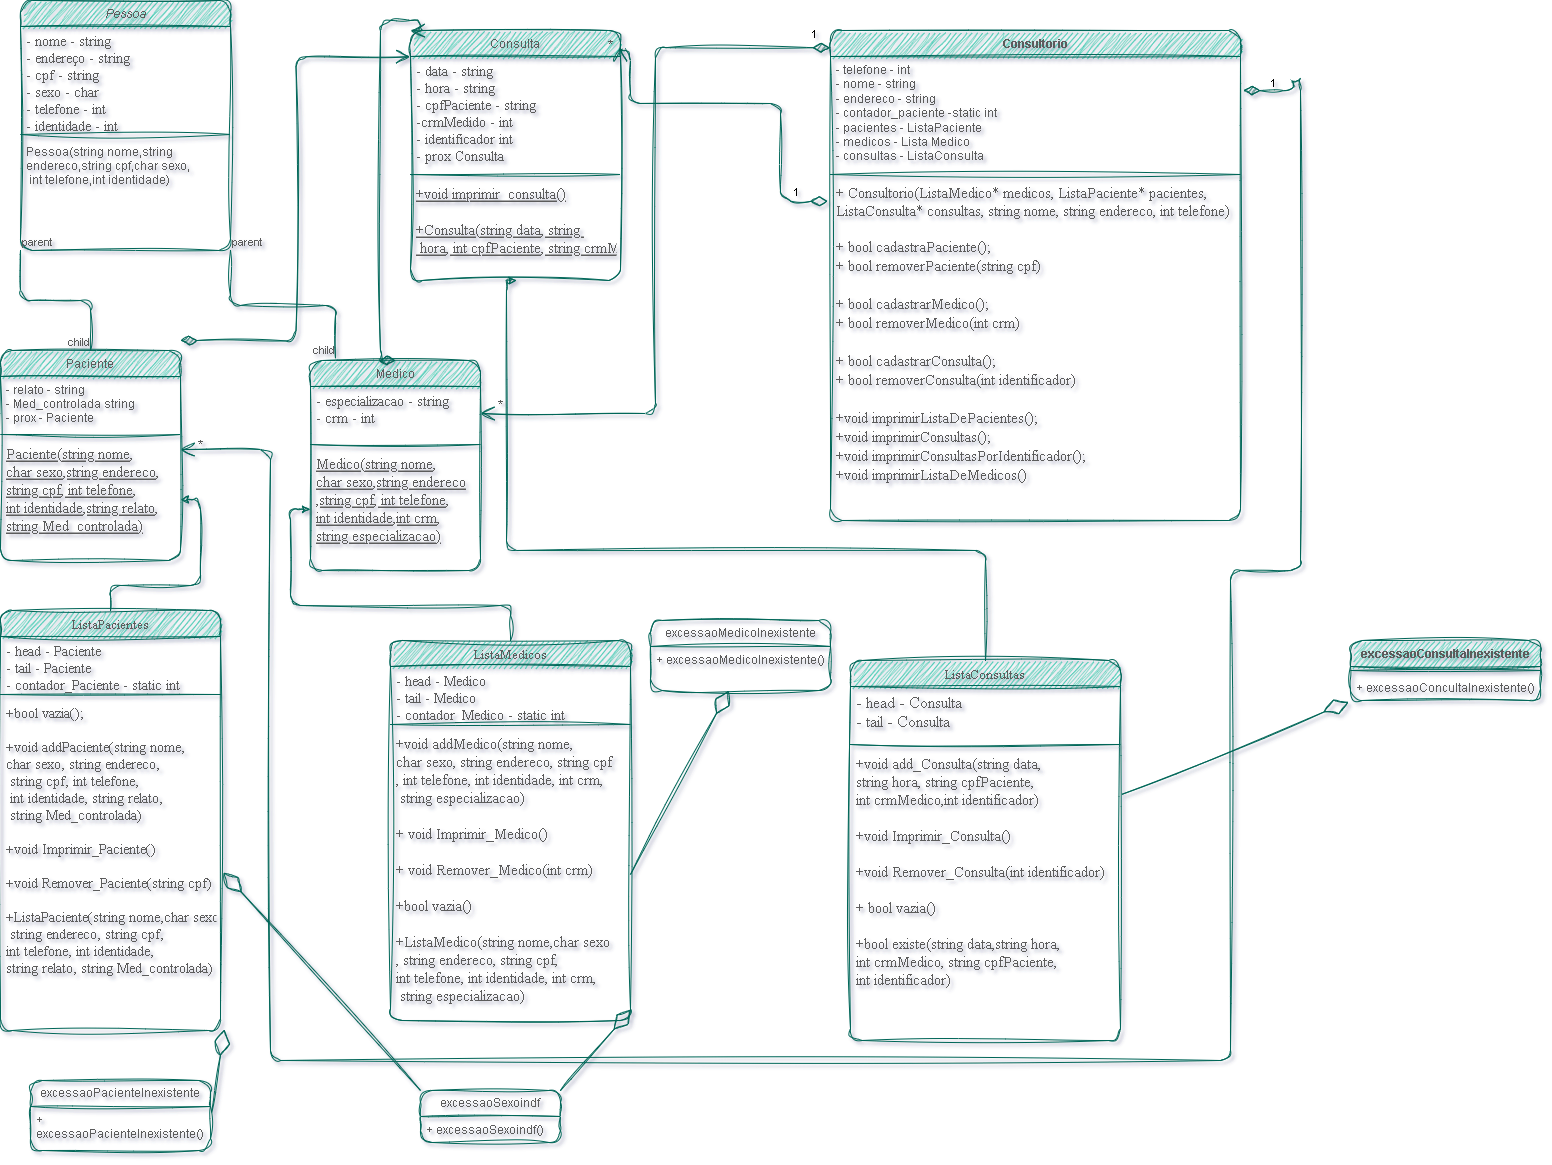 Pessoa
- nome - string
- endereço - string
- cpf - string
- sexo - char
- telefone - int
- identidade - int
Pessoa(string nome,string
endereco,string cpf,char sexo,
int telefone,int identidade)
parent
parent
child
child
Consulta
*
- data - string
- hora - string
- cpfPaciente - string
-crmMedido - int
- identificador int
- prox Consulta
+void imprimir_consulta()
+Consulta(string data, string
hora, int cpfPaciente, string crmM
1
Consultorio
- telefone - int
- nome - string
- endereco - string
- contador_paciente -static int
- pacientes - ListaPaciente
- medicos - Lista Medico
- consultas - ListaConsulta
+ Consultorio(ListaMedico* medicos, ListaPaciente* pacientes,
ListaConsulta* consultas, string nome, string endereco, int telefone)
+ bool cadastraPaciente();
+ bool removerPaciente(string cpf)
+ bool cadastrarMedico();
+ bool removerMedico(int crm)
+ bool cadastrarConsulta();
+ bool removerConsulta(int identificador)
+void imprimirListaDePacientes();
+void imprimirConsultas();
+void imprimirConsultasPorIdentificador();
+void imprimirListaDeMedicos()
1
1
Paciente
- relato - string
- Med_controlada string
- prox - Paciente
Paciente(string nome,
char sexo,string endereco,
string cpf, int telefone,
int identidade,string relato,
string Med_controlada)
*
Medico
- especializacao - string
- crm - int
Medico(string nome,
char sexo,string endereco
,string cpf, int telefone,
int identidade,int crm,
string especializacao)
*
ListaPacientes
- head - Paciente
- tail - Paciente
- contador_Paciente - static int
+bool vazia();
+void addPaciente(string nome,
char sexo, string endereco,
string cpf, int telefone,
int identidade, string relato,
string Med_controlada)
+void Imprimir_Paciente()
+void Remover_Paciente(string cpf)
+ListaPaciente(string nome,char sexo
string endereco, string cpf,
int telefone, int identidade,
string relato, string Med_controlada)
ListaMedicos
- head - Medico
- tail - Medico
- contador_Medico - static int
+void addMedico(string nome,
char sexo, string endereco, string cpf
, int telefone, int identidade, int crm,
string especializacao)
+ void Imprimir_Medico()
+ void Remover_Medico(int crm)
+bool vazia()
+ListaMedico(string nome,char sexo
, string endereco, string cpf,
int telefone, int identidade, int crm,
string especializacao)
excessaoMedicoInexistente
+ excessaoMedicoInexistente()
ListaConsultas
- head - Consulta
- tail - Consulta
+void add_Consulta(string data,
string hora, string cpfPaciente,
int crmMedico,int identificador)
+void Imprimir_Consulta()
+void Remover_Consulta(int identificador)
+ bool vazia()
+bool existe(string data,string hora,
int crmMedico, string cpfPaciente,
int identificador)
excessaoConsultaInexistente
+ excessaoConcultaInexistente()
excessaoPacienteInexistente
+
excessaoPacienteInexistente()
excessaoSexoindf
+ excessaoSexoindf()